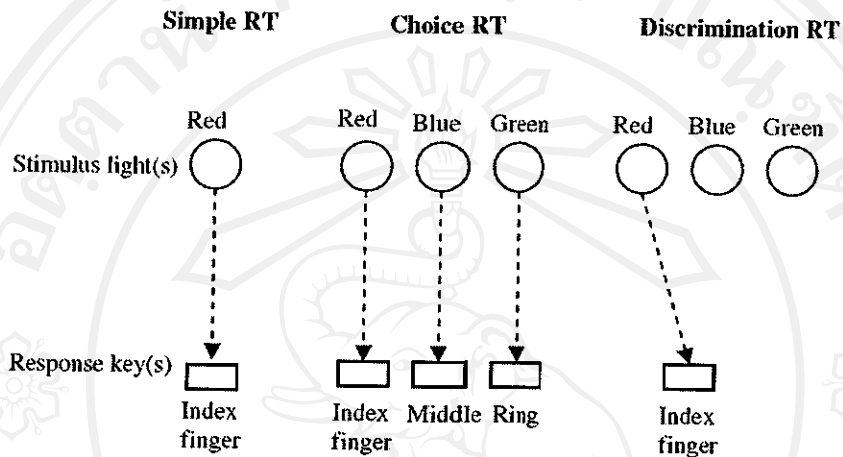 Simple RT Choice RT Discrimination RT
Red Red Blue Green Red Blue Green
Stimulus light(s)
Response key(s)
Index finger Index finger Middle Ring Index finger